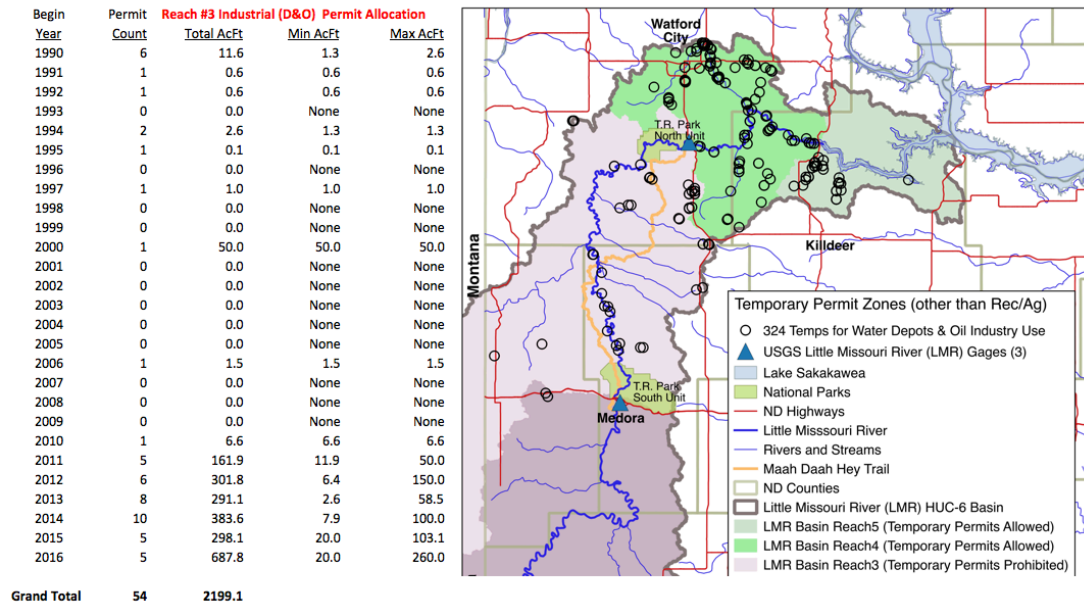 Begin Permit Reach #3 Industrial (D&O) Permit Allocation
Year Count Total AcFt Min AcFt Max AcFt
1990 6 11.6 1.3 2.6
1991 1 0.6 0.6 0.6
1992 1 0.6 0.6 0.6
1993 0 0.0 None None
1994 2 2.6 1.3 1.3
1995 1 0.1 0.1 0.1
1996 0 0.0 None None
1997 1 1.0 1.0 1.0
1998 0 0.0 None None
1999 0 0.0 None None
2000 1 50.0 50.0 50.0
2001 0 0.0 None None
2002 0 0.0 None None
2003 0 0.0 None None
2004 0 0.0 None None
2005 0 0.0 None None
2006 1 1.5 1.5 1.5
2007 0 0.0 None None
2008 0 0.0 None None
2009 0 0.0 None None
2010 1 6.6 6.6 6.6
2011 5 161.9 11.9 50.0
2012 6 301.8 6.4 150.0
2013 8 291.1 2.6 58.5
2014 10 383.6 7.9 100.0
2015 5 298.1 20.0 103.1
2016 5 687.8 20.0 260.0
Grand Total 54 2199.1
Watford
City
T.R. Park
North Unit
Killdeer
Montana
T.R. Park
South Unit
Medora
Temporary Permit Zones (other than Rec/Ag)
324 Temps for Water Depots & Oil Industry Use
USGS Little Missouri River (LMR) Gages (3)
Lake Sakakawea
National Parks
ND Highways
Little Misssouri River
Rivers and Streams
Maah Daah Hey Trail
ND Counties
Little Missouri River (LMR) HUC-6 Basin
LMR Basin Reach5 (Temporary Permits Allowed)
LMR Basin Reach4 (Temporary Permits Allowed)
LMR Basin Reach3 (Temporary Permits Prohibited)